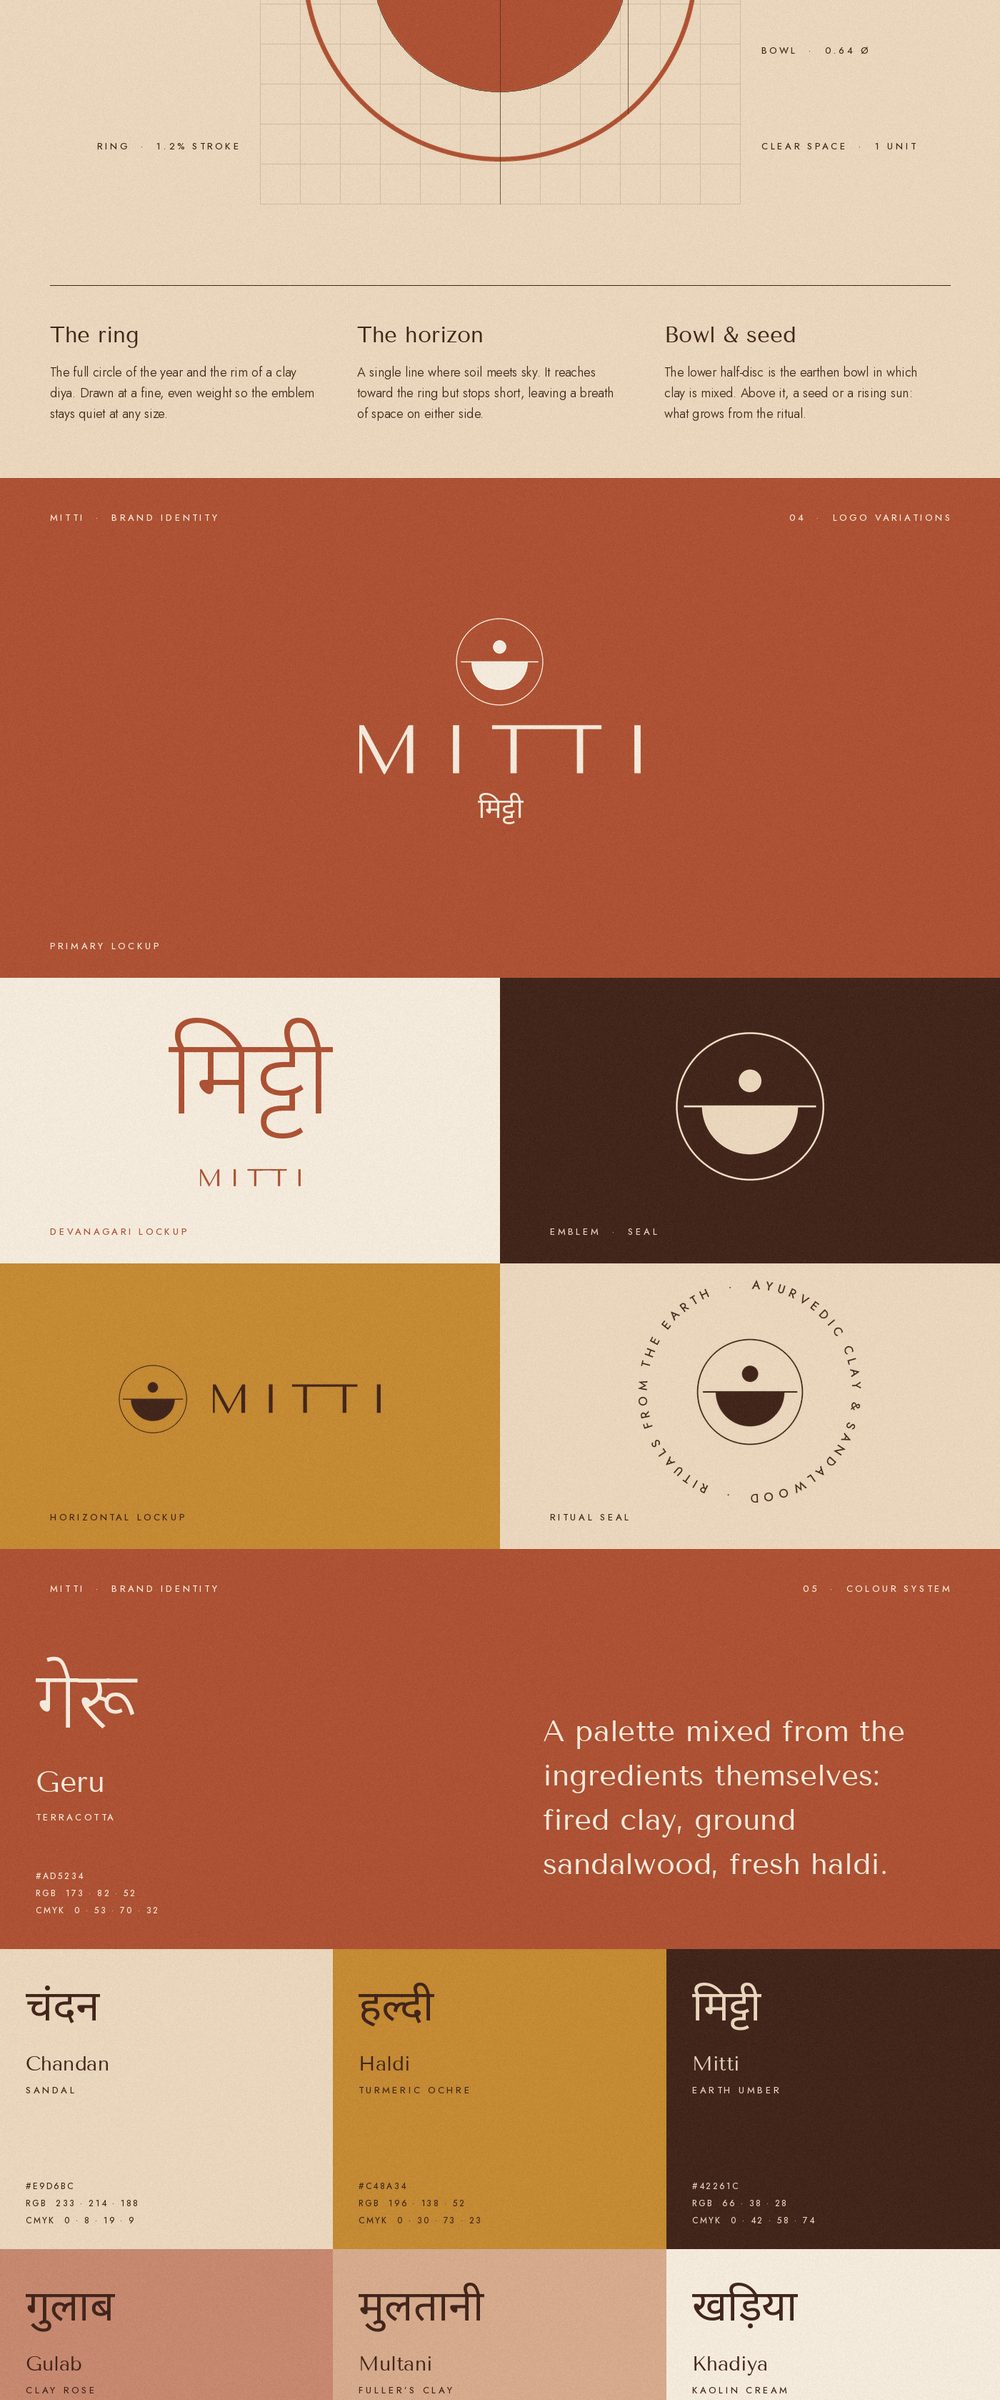 BOWL · 0.64 Ø
RING · 1.2% STROKE
CLEAR SPACE · 1 UNIT
The ring
The full circle of the year and the rim of a clay
diya. Drawn at a fine, even weight so the emblem
stays quiet at any size.
The horizon
A single line where soil meets sky. It reaches
toward the ring but stops short, leaving a breath
of space on either side.
Bowl & seed
The lower half-disc is the earthen bowl in which
clay is mixed. Above it, a seed or a rising sun:
what grows from the ritual.
MITTI · BRAND IDENTITY
04 · LOGO VARIATIONS
MITTI
मिट्टी
PRIMARY LOCKUP
मिट्टी
MITTI
DEVANAGARI LOCKUP
EMBLEM · SEAL
MITTI
HORIZONTAL LOCKUP
RITUALS FROM THE EARTH · AYURVEDIC CLAY & SANDALWOOD ·
RITUAL SEAL
MITTI · BRAND IDENTITY
05 · COLOUR SYSTEM
गेरू
Geru
TERRACOTTA
#AD5234
RGB 173 · 82 · 52
CMYK 0 · 53 · 70 · 32
A palette mixed from the
ingredients themselves:
fired clay, ground
sandalwood, fresh haldi.
चंदन
Chandan
SANDAL
#E9D6BC
RGB 233 · 214 · 188
CMYK 0 · 8 · 19 · 9
हल्दी
Haldi
TURMERIC OCHRE
#C48A34
RGB 196 · 138 · 52
CMYK 0 · 30 · 73 · 23
मिट्टी
Mitti
EARTH UMBER
#42261C
RGB 66 · 38 · 28
CMYK 0 · 42 · 58 · 74
गुलाब
Gulab
CLAY ROSE
मुलतानी
Multani
FULLER'S CLAY
खड़िया
Khadiya
KAOLIN CREAM